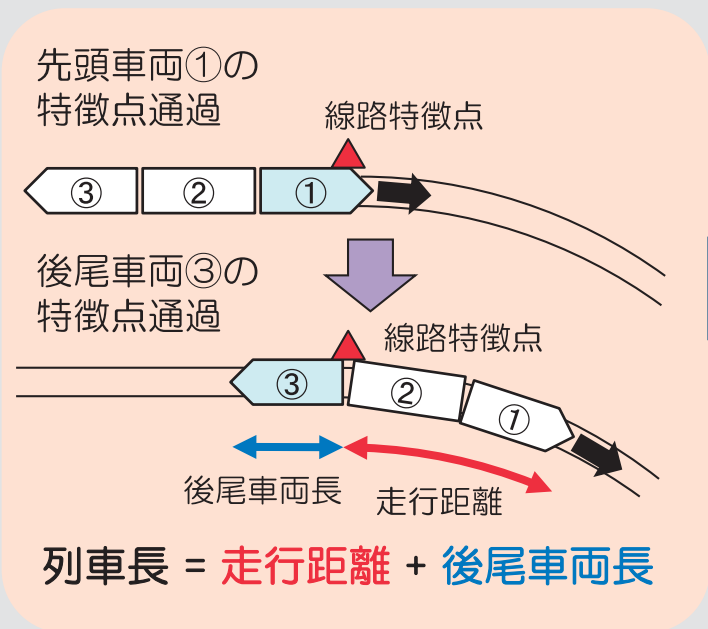 先頭車両①の
特徴点通過
線路特徴点
③ ② ①
後尾車両③の
特徴点通過
線路特徴点
③ ② ①
後尾車両長
走行距離
列車長 = 走行距離 + 後尾車両長